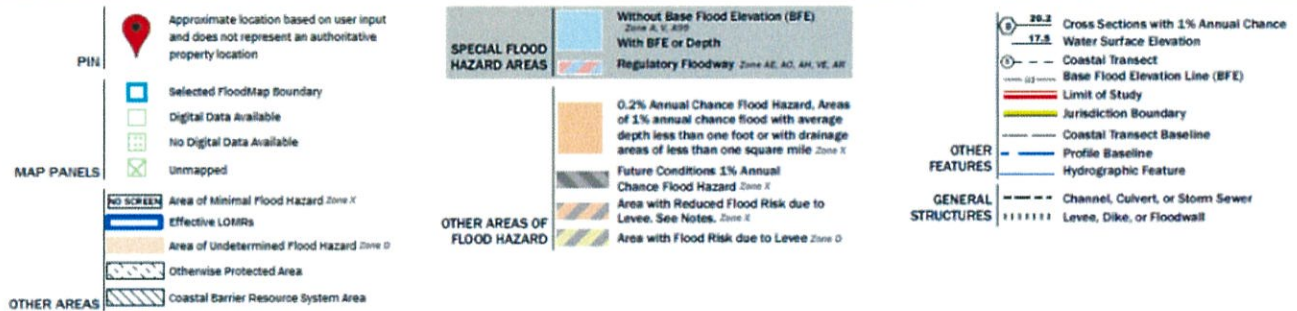 PIN
Approximate location based on user input
and does not represent an authoritative
property location
MAP PANELS
Selected FloodMap Boundary
Digital Data Available
No Digital Data Available
Unmapped
OTHER AREAS
NO SCREEN Area of Minimal Flood Hazard Zone X
Effective LOMRs
Area of Undetermined Flood Hazard Zone D
Otherwise Protected Area
Coastal Barrier Resource System Area
SPECIAL FLOOD
HAZARD AREAS
Without Base Flood Elevation (BFE)
Zone A, V, A99
With BFE or Depth
Regulatory Floodway Zone AE, AO, AH, VE, AR
OTHER AREAS OF
FLOOD HAZARD
0.2% Annual Chance Flood Hazard, Areas
of 1% annual chance flood with average
depth less than one foot or with drainage
areas of less than one square mile Zone X
Future Conditions 1% Annual
Chance Flood Hazard Zone X
Area with Reduced Flood Risk due to
Levee. See Notes. Zone X
Area with Flood Risk due to Levee Zone D
OTHER
FEATURES
20.2 Cross Sections with 1% Annual Chance
17.5 Water Surface Elevation
Coastal Transect
Base Flood Elevation Line (BFE)
Limit of Study
Jurisdiction Boundary
Coastal Transect Baseline
Profile Baseline
Hydrographic Feature
GENERAL
STRUCTURES
Channel, Culvert, or Storm Sewer
Levee, Dike, or Floodwall